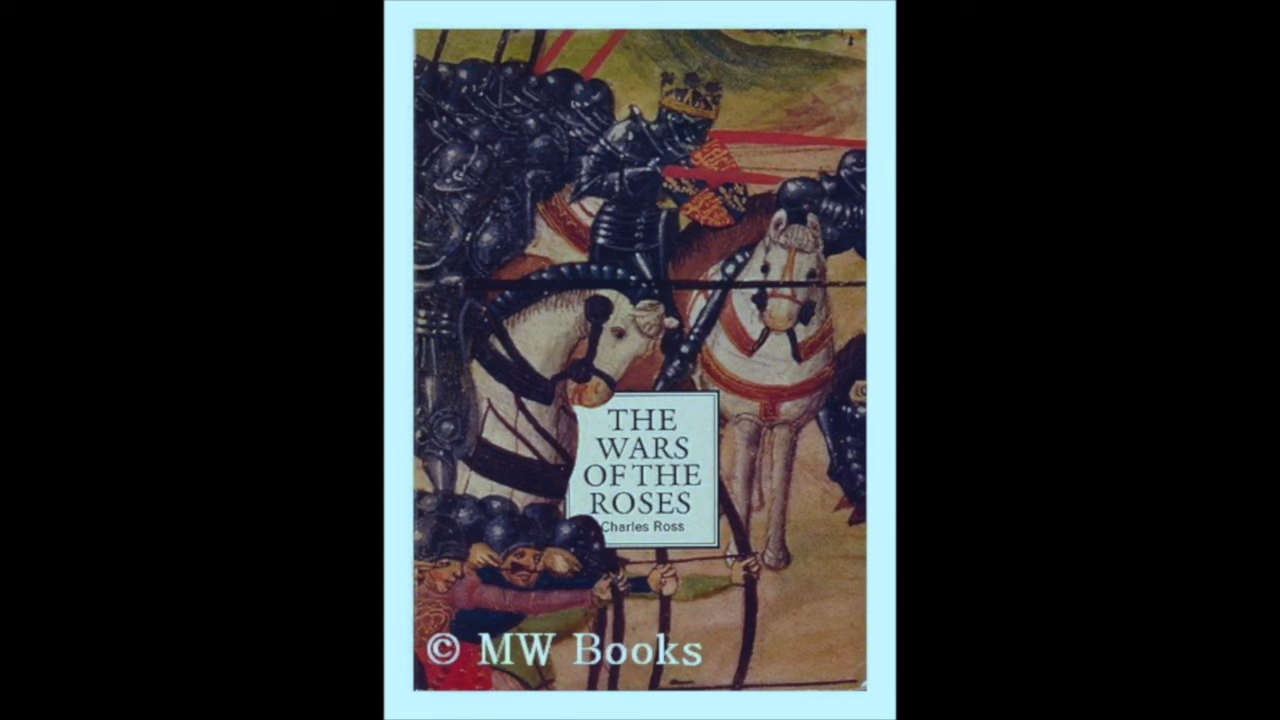 THE
WARS
OF THE
ROSES
Charles Ross
© MW Books